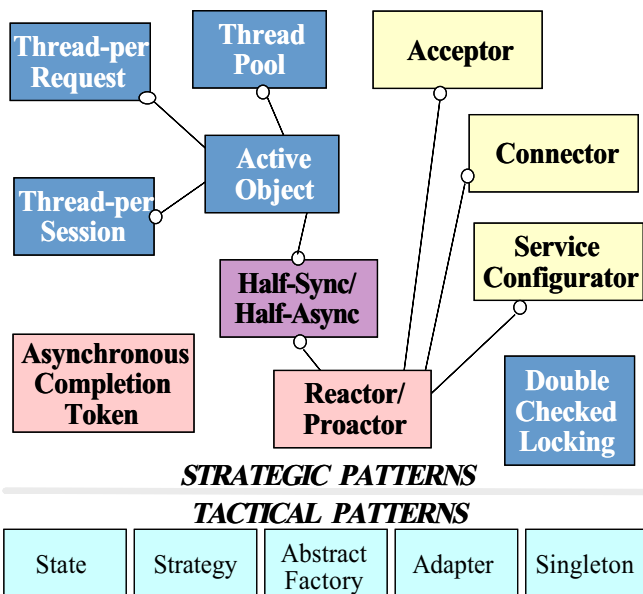 Thread-per
Request
Thread
Pool
Acceptor
Active
Object
Connector
Thread-per
Session
Service
Configurator
Half-Sync/
Half-Async
Asynchronous
Completion
Token
Reactor/
Proactor
Double
Checked
Locking
STRATEGIC PATTERNS
TACTICAL PATTERNS
State
Strategy
Abstract
Factory
Adapter
Singleton